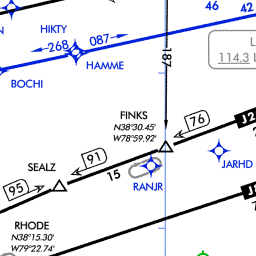 46 42
HIKTY
268
087
187
L
114.3 L
HAMME
BOCHI
FINKS
N38°30.45'
W78°59.92'
76
J2
91
SEALZ
15
JARHD
RANJR
95
RHODE
N38°15.30'
W79°22.74'